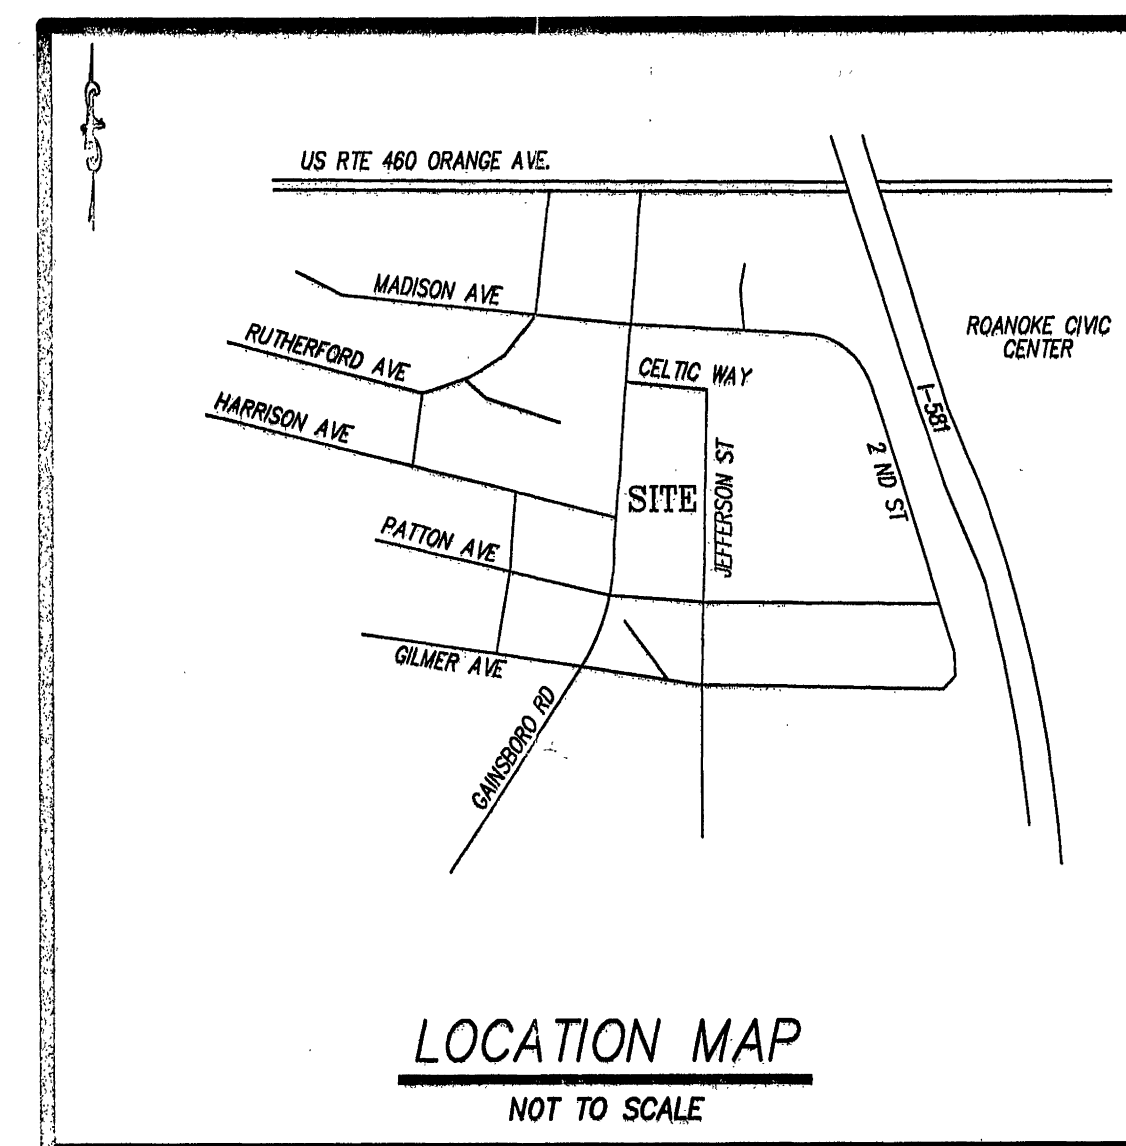 US RTE 460 ORANGE AVE.
MADISON AVE
RUTHERFORD AVE
HARRISON AVE
ROANOKE CIVIC
CENTER
CELTIC WAY
I-581
2 ND ST
JEFFERSON ST
SITE
PATTON AVE
GILMER AVE
GAINSBORO RD
LOCATION MAP
NOT TO SCALE